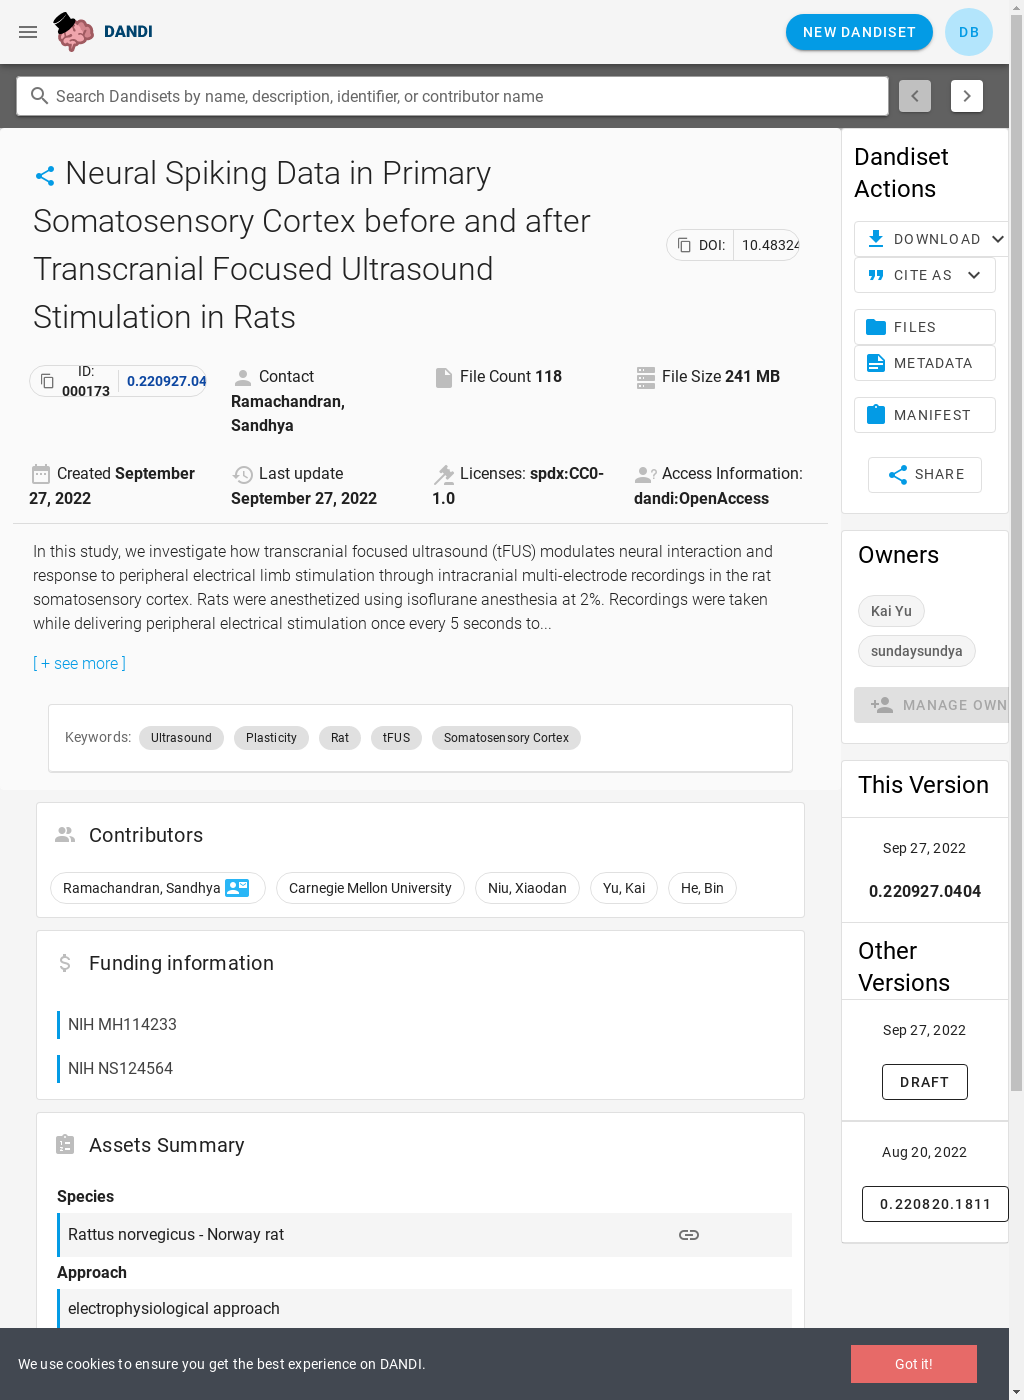 DANDI
NEW DANDISET
DB
Search Dandisets by name, description, identifier, or contributor name
Neural Spiking Data in Primary
Somatosensory Cortex before and after
Transcranial Focused Ultrasound
Stimulation in Rats
DOI: 10.48324
ID:
000173
0.220927.04
Contact
Ramachandran,
Sandhya
File Count 118
File Size 241 MB
Created September
27, 2022
Last update
September 27, 2022
Licenses: spdx:CC0-
1.0
Access Information:
dandi:OpenAccess
In this study, we investigate how transcranial focused ultrasound (tFUS) modulates neural interaction and
response to peripheral electrical limb stimulation through intracranial multi-electrode recordings in the rat
somatosensory cortex. Rats were anesthetized using isoflurane anesthesia at 2%. Recordings were taken
while delivering peripheral electrical stimulation once every 5 seconds to...
[ + see more ]
Keywords: Ultrasound Plasticity Rat tFUS Somatosensory Cortex
Contributors
Ramachandran, Sandhya Carnegie Mellon University Niu, Xiaodan Yu, Kai He, Bin
Funding information
NIH MH114233
NIH NS124564
Assets Summary
Species
Rattus norvegicus - Norway rat
Approach
electrophysiological approach
Dandiset
Actions
DOWNLOAD
CITE AS
FILES
METADATA
MANIFEST
SHARE
Owners
Kai Yu
sundaysundya
MANAGE OWN
This Version
Sep 27, 2022
0.220927.0404
Other
Versions
Sep 27, 2022
DRAFT
Aug 20, 2022
0.220820.1811
We use cookies to ensure you get the best experience on DANDI.
Got it!